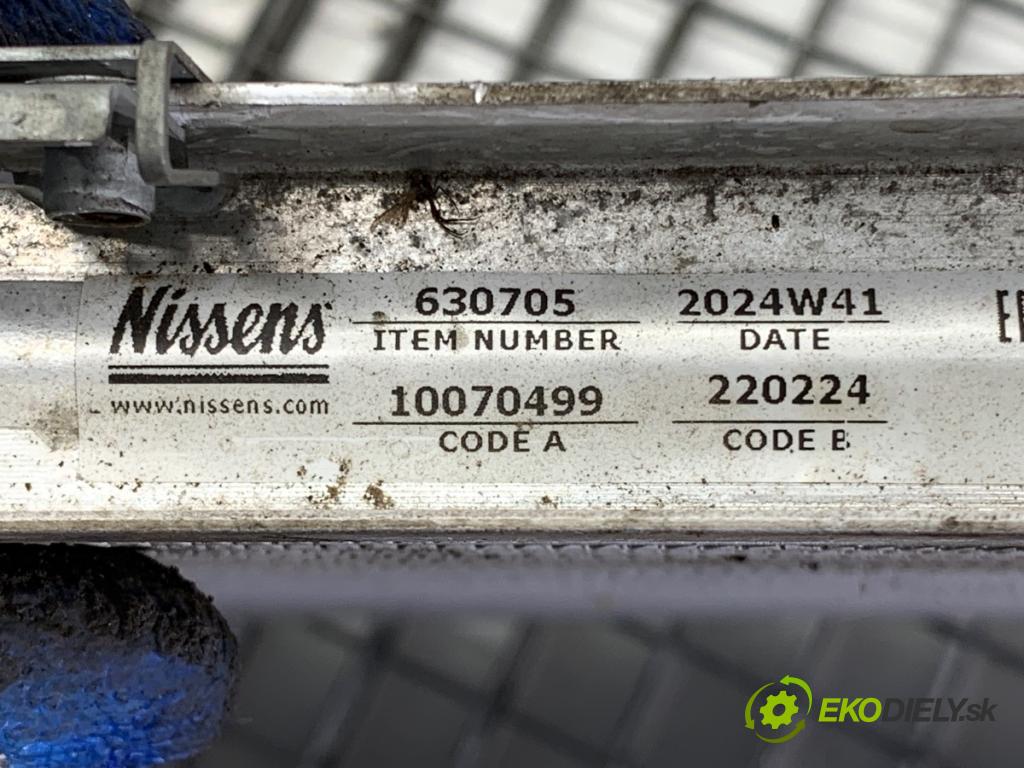 Nissens
630705
2024W41
ITEM NUMBER
DATE
www.nissens.com
10070499
220224
CODE A
CODE B
EKODIELY.sk